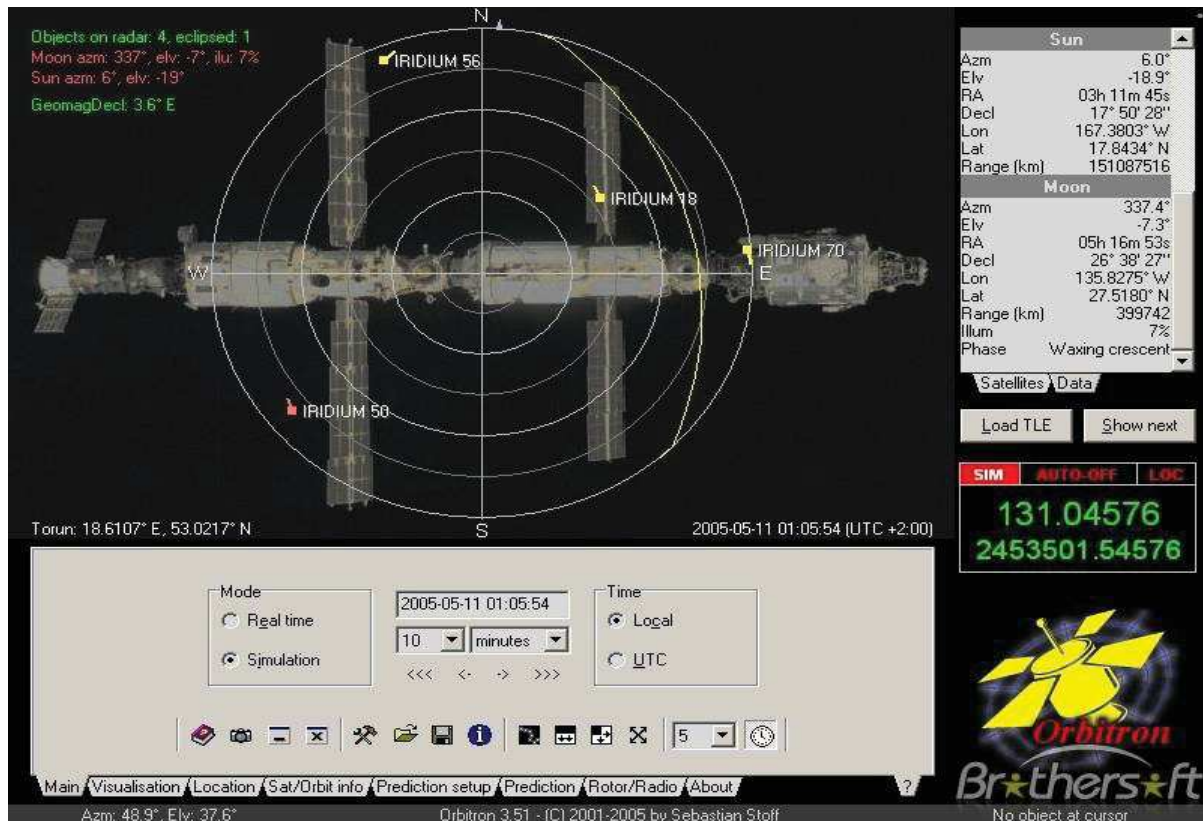 N
Objects on radar: 4, eclipsed: 1
Moon azm: 337°, elv: -7°, ilu: 7%
Sun azm: 6°, elv: -19°
GeomagDecl: 3.6° E
IRIDIUM 56
IRIDIUM 18
IRIDIUM 70
W
E
IRIDIUM 50
S
Torun: 18.6107° E, 53.0217° N
2005-05-11 01:05:54 (UTC +2:00)
Sun
Azm 6.0°
Elv -18.9°
RA 03h 11m 45s
Decl 17° 50' 28"
Lon 167.3803° W
Lat 17.8434° N
Range (km) 151087516
Moon
Azm 337.4°
Elv -7.3°
RA 05h 16m 53s
Decl 26° 38' 27"
Lon 135.8275° W
Lat 27.5180° N
Range (km) 399742
Illum 7%
Phase Waxing crescent
Satellites Data
Load TLE Show next
SIM AUTO-OFF LOC
131.04576
2453501.54576
Mode
Real time
Simulation
2005-05-11 01:05:54
10 minutes
<<< <- -> >>>
Time
Local
UTC
5
Main Visualisation Location Sat/Orbit info Prediction setup Prediction Rotor/Radio About ?
Orbitron
Brothersoft
Azm: 48.9°, Elv: 37.6° Orbitron 3.51 - (C) 2001-2005 by Sebastian Stoff No object at cursor